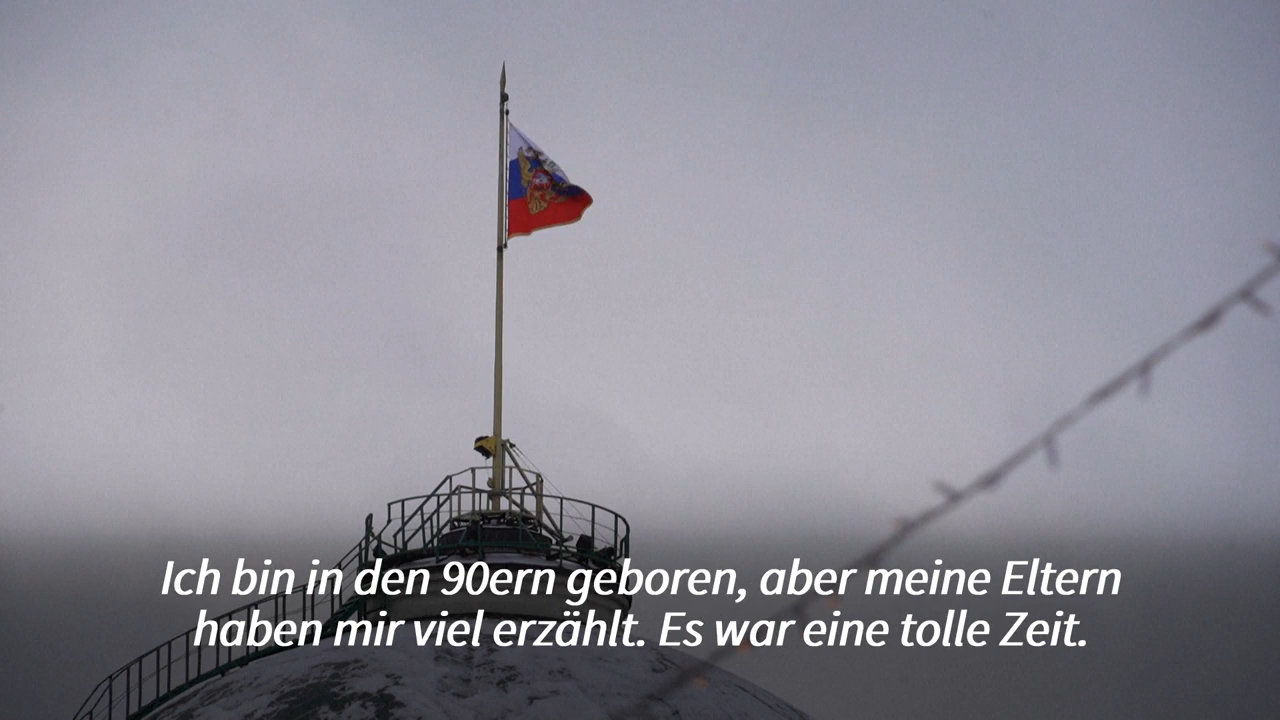 Ich bin in den 90ern geboren, aber meine Eltern
haben mir viel erzählt. Es war eine tolle Zeit.